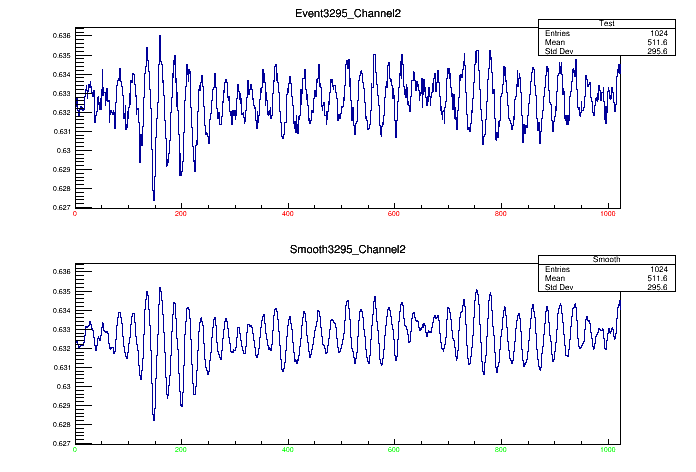 Event3295_Channel2
Test
Entries 1024
Mean 511.6
Std Dev 295.6
0.636
0.635
0.634
0.633
0.632
0.631
0.63
0.629
0.628
0.627
0 200 400 600 800 1000
Smooth3295_Channel2
Smooth
Entries 1024
Mean 511.6
Std Dev 295.6
0.636
0.635
0.634
0.633
0.632
0.631
0.63
0.629
0.628
0.627
0 200 400 600 800 1000